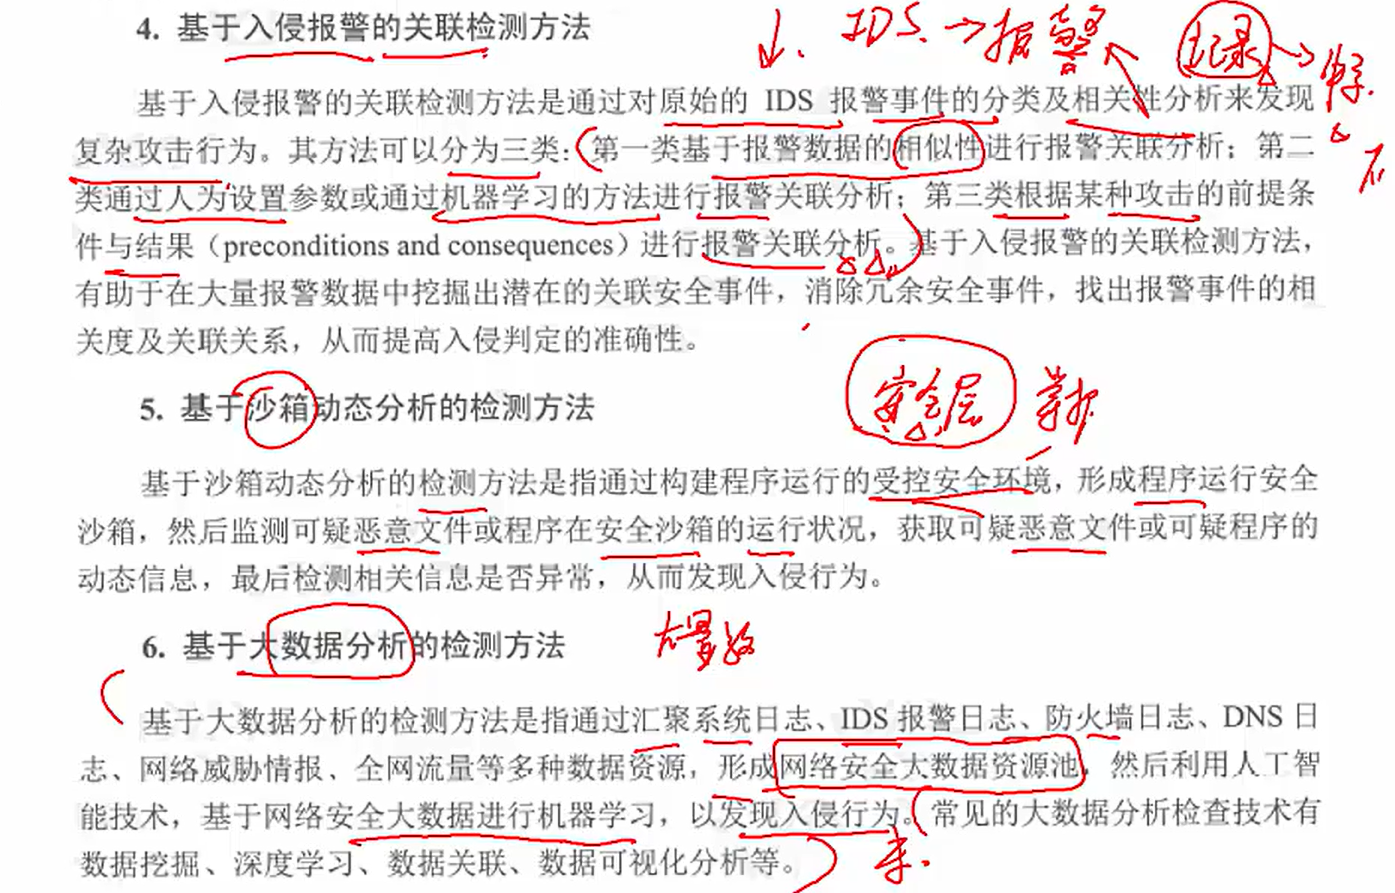 4. 基于入侵报警的关联检测方法
IDS → 报警
记录
基于入侵报警的关联检测方法是通过对原始的 IDS 报警事件的分类及相关性分析来发现
复杂攻击行为。其方法可以分为三类：第一类基于报警数据的相似性进行报警关联分析；第二
类通过人为设置参数或通过机器学习的方法进行报警关联分析；第三类根据某种攻击的前提条
件与结果（preconditions and consequences）进行报警关联分析。基于入侵报警的关联检测方法，
有助于在大量报警数据中挖掘出潜在的关联安全事件，消除冗余安全事件，找出报警事件的相
关度及关联关系，从而提高入侵判定的准确性。
5. 基于沙箱动态分析的检测方法
安全层
基于沙箱动态分析的检测方法是指通过构建程序运行的受控安全环境，形成程序运行安全
沙箱，然后监测可疑恶意文件或程序在安全沙箱的运行状况，获取可疑恶意文件或可疑程序的
动态信息，最后检测相关信息是否异常，从而发现入侵行为。
6. 基于大数据分析的检测方法
大量数
基于大数据分析的检测方法是指通过汇聚系统日志、IDS 报警日志、防火墙日志、DNS 日
志、网络威胁情报、全网流量等多种数据资源，形成网络安全大数据资源池，然后利用人工智
能技术，基于网络安全大数据进行机器学习，以发现入侵行为。常见的大数据分析检查技术有
数据挖掘、深度学习、数据关联、数据可视化分析等。